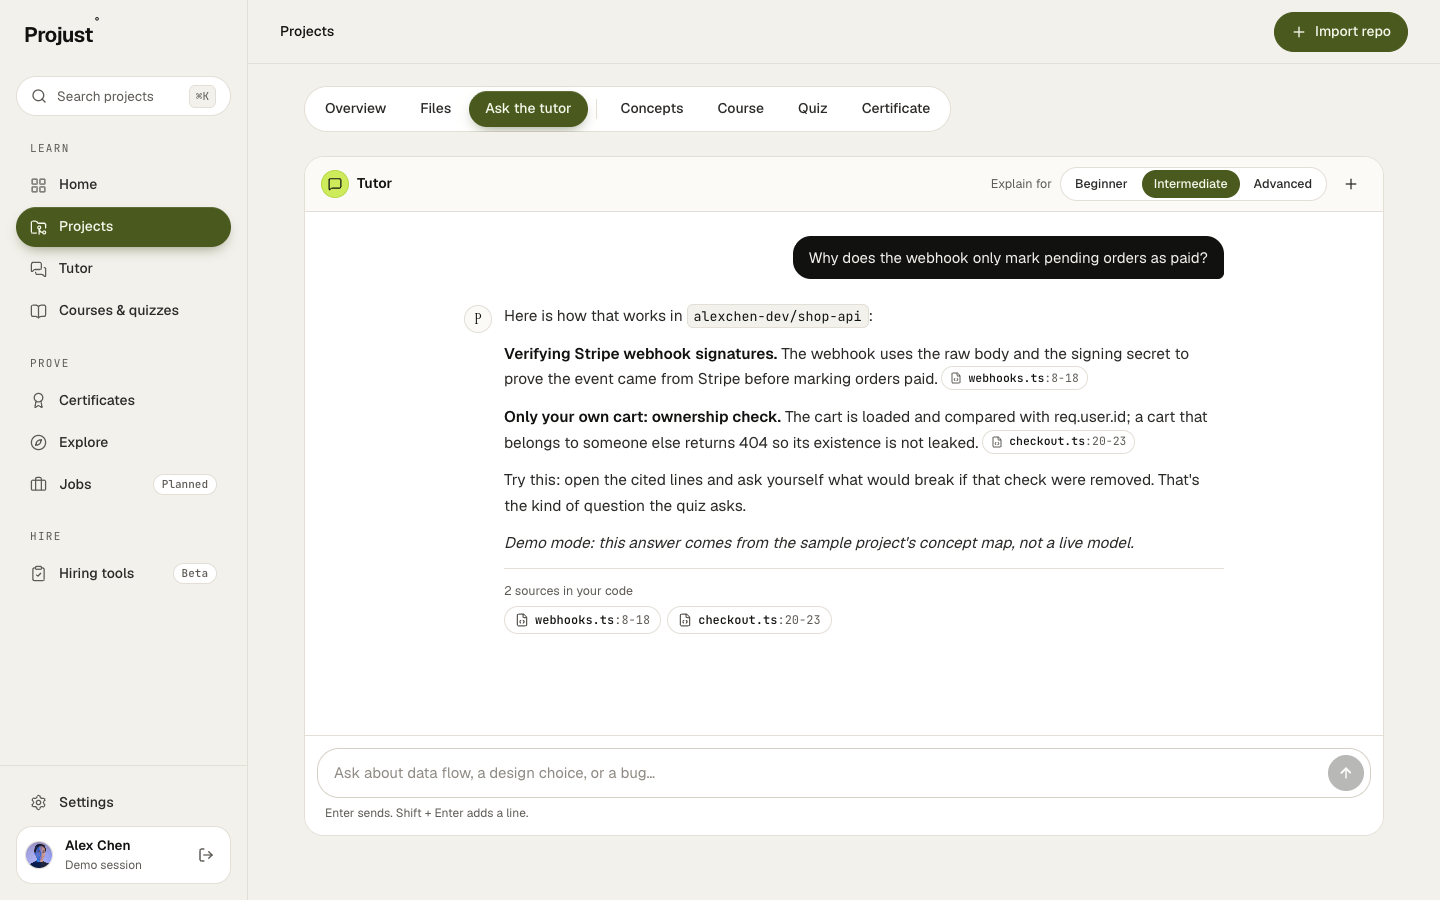 Projust°
Search projects ⌘K
LEARN
Home
Projects
Tutor
Courses & quizzes
PROVE
Certificates
Explore
Jobs Planned
HIRE
Hiring tools Beta
Settings
Alex Chen
Demo session
Projects
Import repo
Overview Files Ask the tutor Concepts Course Quiz Certificate
Tutor
Explain for Beginner Intermediate Advanced
Why does the webhook only mark pending orders as paid?
P
Here is how that works in alexchen-dev/shop-api:
Verifying Stripe webhook signatures. The webhook uses the raw body and the signing secret to
prove the event came from Stripe before marking orders paid. webhooks.ts:8-18
Only your own cart: ownership check. The cart is loaded and compared with req.user.id; a cart that
belongs to someone else returns 404 so its existence is not leaked. checkout.ts:20-23
Try this: open the cited lines and ask yourself what would break if that check were removed. That's
the kind of question the quiz asks.
Demo mode: this answer comes from the sample project's concept map, not a live model.
2 sources in your code
webhooks.ts:8-18 checkout.ts:20-23
Ask about data flow, a design choice, or a bug...
Enter sends. Shift + Enter adds a line.